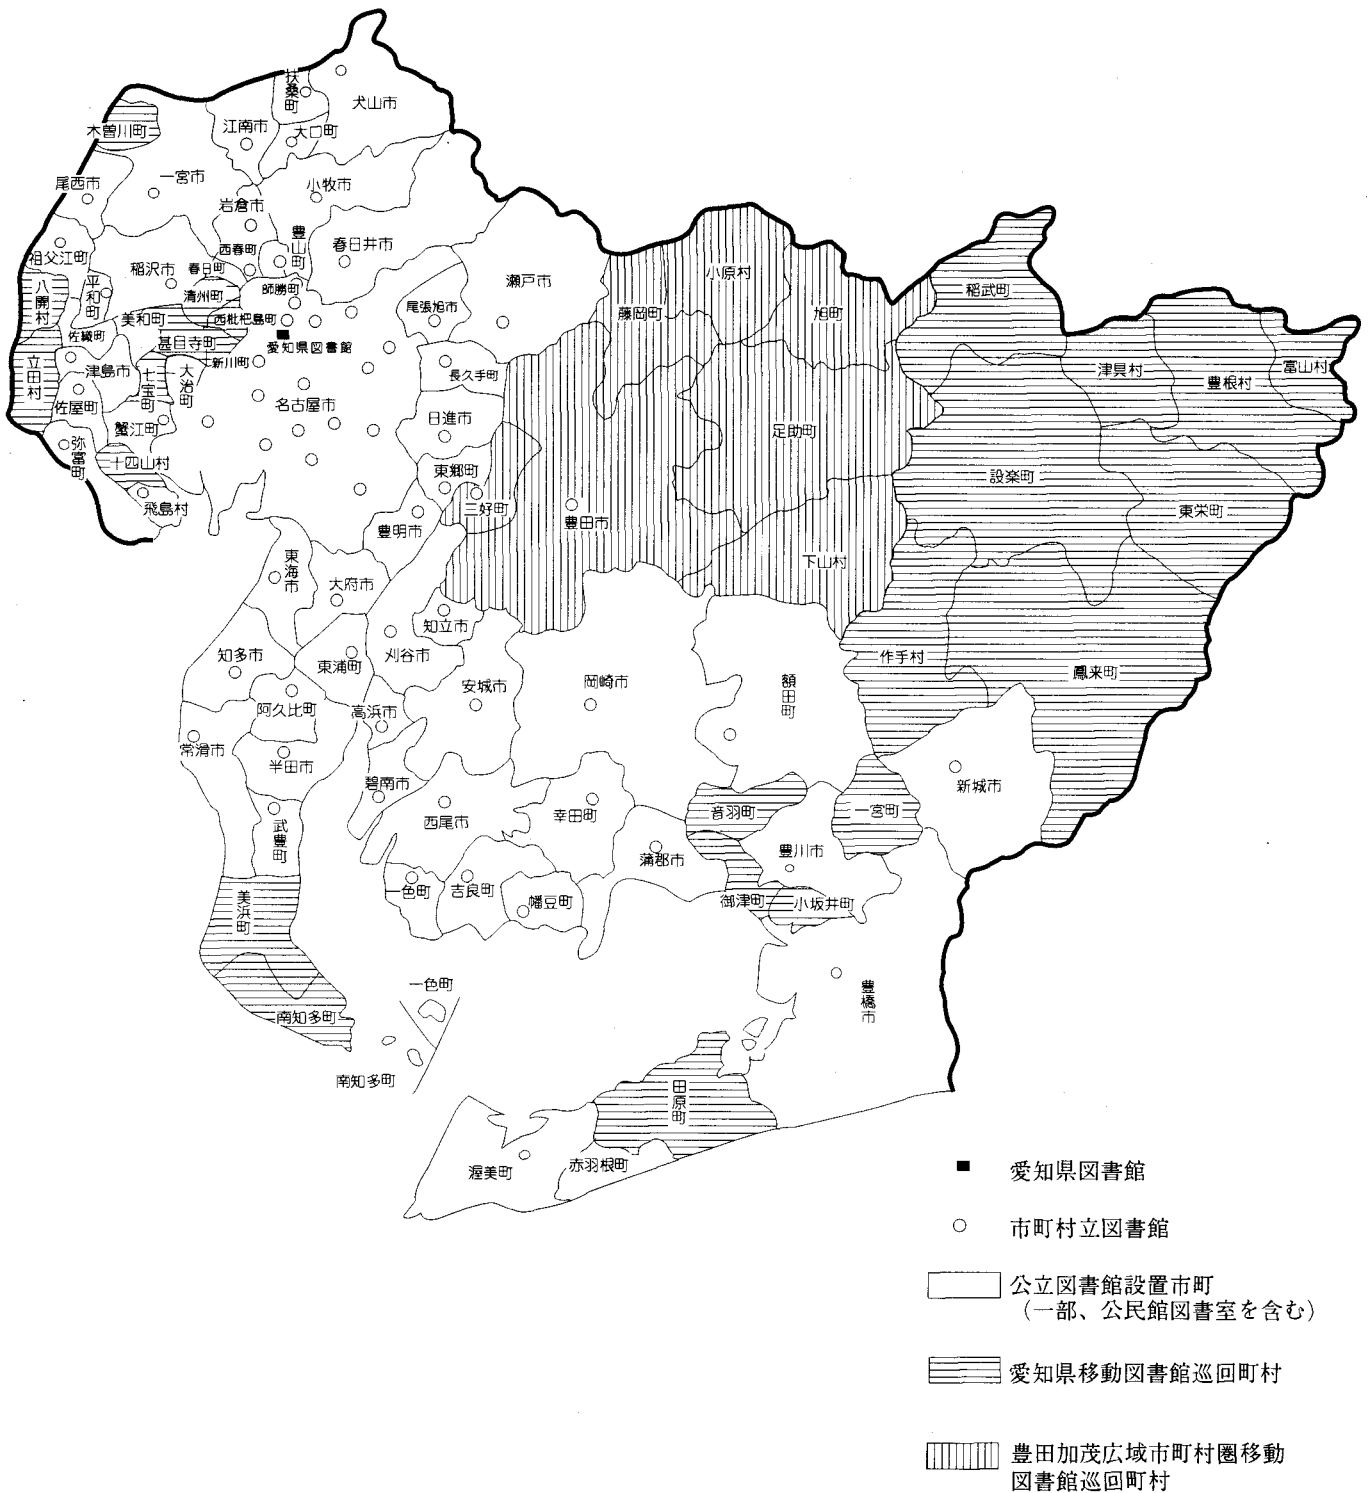 扶桑町
犬山市
木曽川町
江南市
大口町
尾西市
一宮市
小牧市
岩倉市
豊山町
西春町
春日井市
祖父江町
稲沢市
春日町
瀬戸市
小原村
八開村
平和町
清州町
師勝町
稲武町
美和町
西枇杷島町
尾張旭市
藤岡町
旭町
佐織町
甚目寺町
愛知県図書館
立田村
津島市
七宝町
大治町
新川町
長久手町
津具村
豊根村
富山村
佐屋町
名古屋市
蟹江町
日進市
足助町
弥富町
十四山村
東郷町
設楽町
飛島村
三好町
豊田市
東栄町
豊明市
下山村
東海市
大府市
知立市
知多市
東浦町
刈谷市
作手村
安城市
岡崎市
額田町
鳳来町
阿久比町
高浜市
常滑市
半田市
碧南市
新城市
武豊町
西尾市
幸田町
音羽町
一宮町
蒲郡市
豊川市
一色町
吉良町
幡豆町
美浜町
御津町
小坂井町
一色町
豊橋市
南知多町
南知多町
田原町
渥美町
赤羽根町
愛知県図書館
市町村立図書館
公立図書館設置市町
（一部、公民館図書室を含む）
愛知県移動図書館巡回町村
豊田加茂広域市町村圏移動
図書館巡回町村